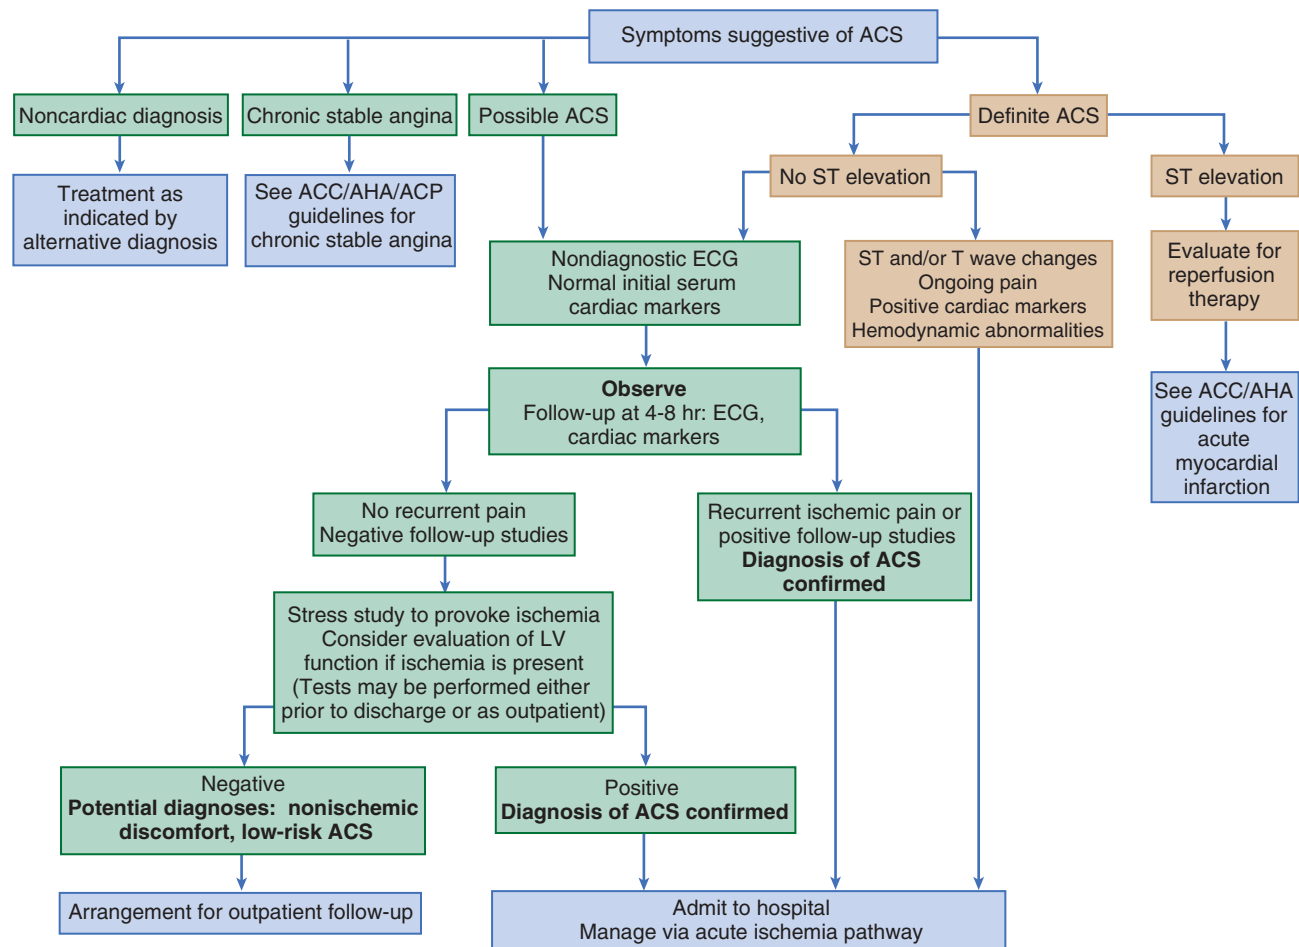 Symptoms suggestive of ACS
Noncardiac diagnosis
Chronic stable angina
Possible ACS
Definite ACS
Treatment as
indicated by
alternative diagnosis
See ACC/AHA/ACP
guidelines for
chronic stable angina
No ST elevation
ST elevation
Nondiagnostic ECG
Normal initial serum
cardiac markers
ST and/or T wave changes
Ongoing pain
Positive cardiac markers
Hemodynamic abnormalities
Evaluate for
reperfusion
therapy
Observe
Follow-up at 4-8 hr: ECG,
cardiac markers
See ACC/AHA
guidelines for
acute
myocardial
infarction
No recurrent pain
Negative follow-up studies
Recurrent ischemic pain or
positive follow-up studies
Diagnosis of ACS
confirmed
Stress study to provoke ischemia
Consider evaluation of LV
function if ischemia is present
(Tests may be performed either
prior to discharge or as outpatient)
Negative
Potential diagnoses: nonischemic
discomfort, low-risk ACS
Positive
Diagnosis of ACS confirmed
Arrangement for outpatient follow-up
Admit to hospital
Manage via acute ischemia pathway